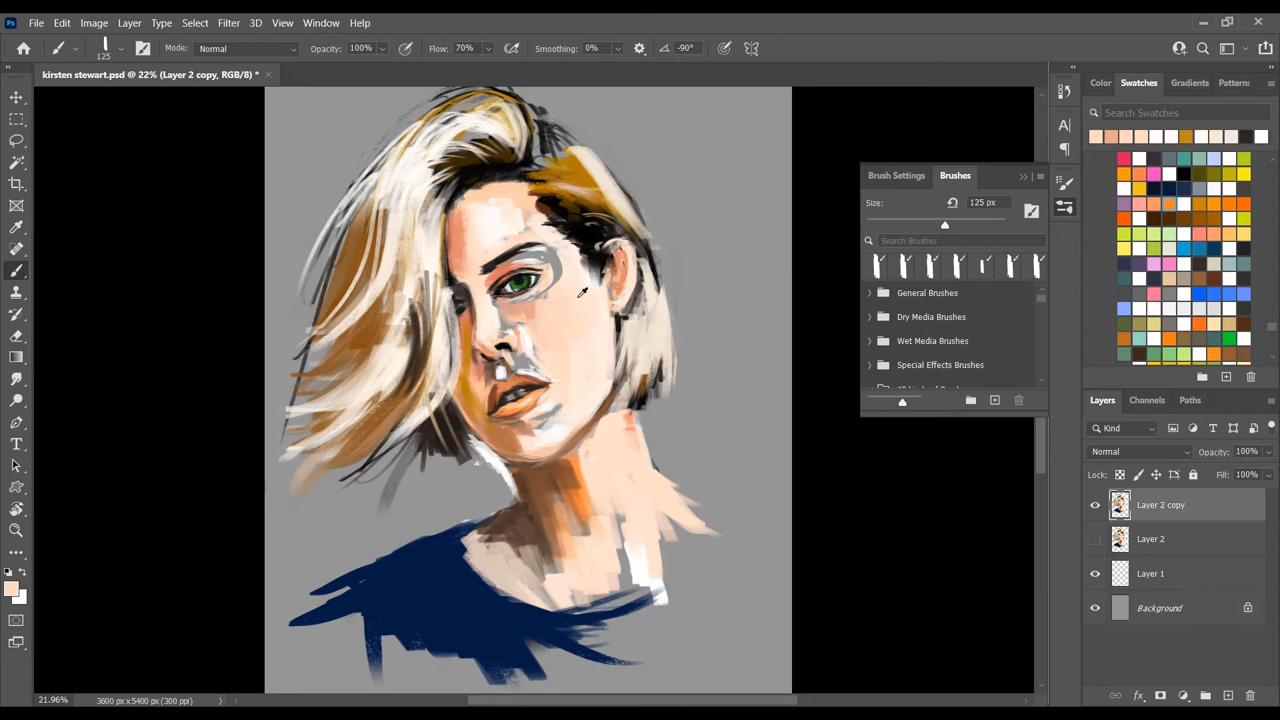 Ps File Edit Image Layer Type Select Filter 3D View Window Help
125 Mode: Normal Opacity: 100% Flow: 70% Smoothing: 0% -90°
kirsten stewart.psd @ 22% (Layer 2 copy, RGB/8) *
Color Swatches Gradients Pattern:
Search Swatches
Brush Settings Brushes
Size: 125 px
Search Brushes
General Brushes
Dry Media Brushes
Wet Media Brushes
Special Effects Brushes
Layers Channels Paths
Kind
Normal Opacity: 100%
Lock: Fill: 100%
Layer 2 copy
Layer 2
Layer 1
Background
21.96% 3600 px x 5400 px (300 ppi)